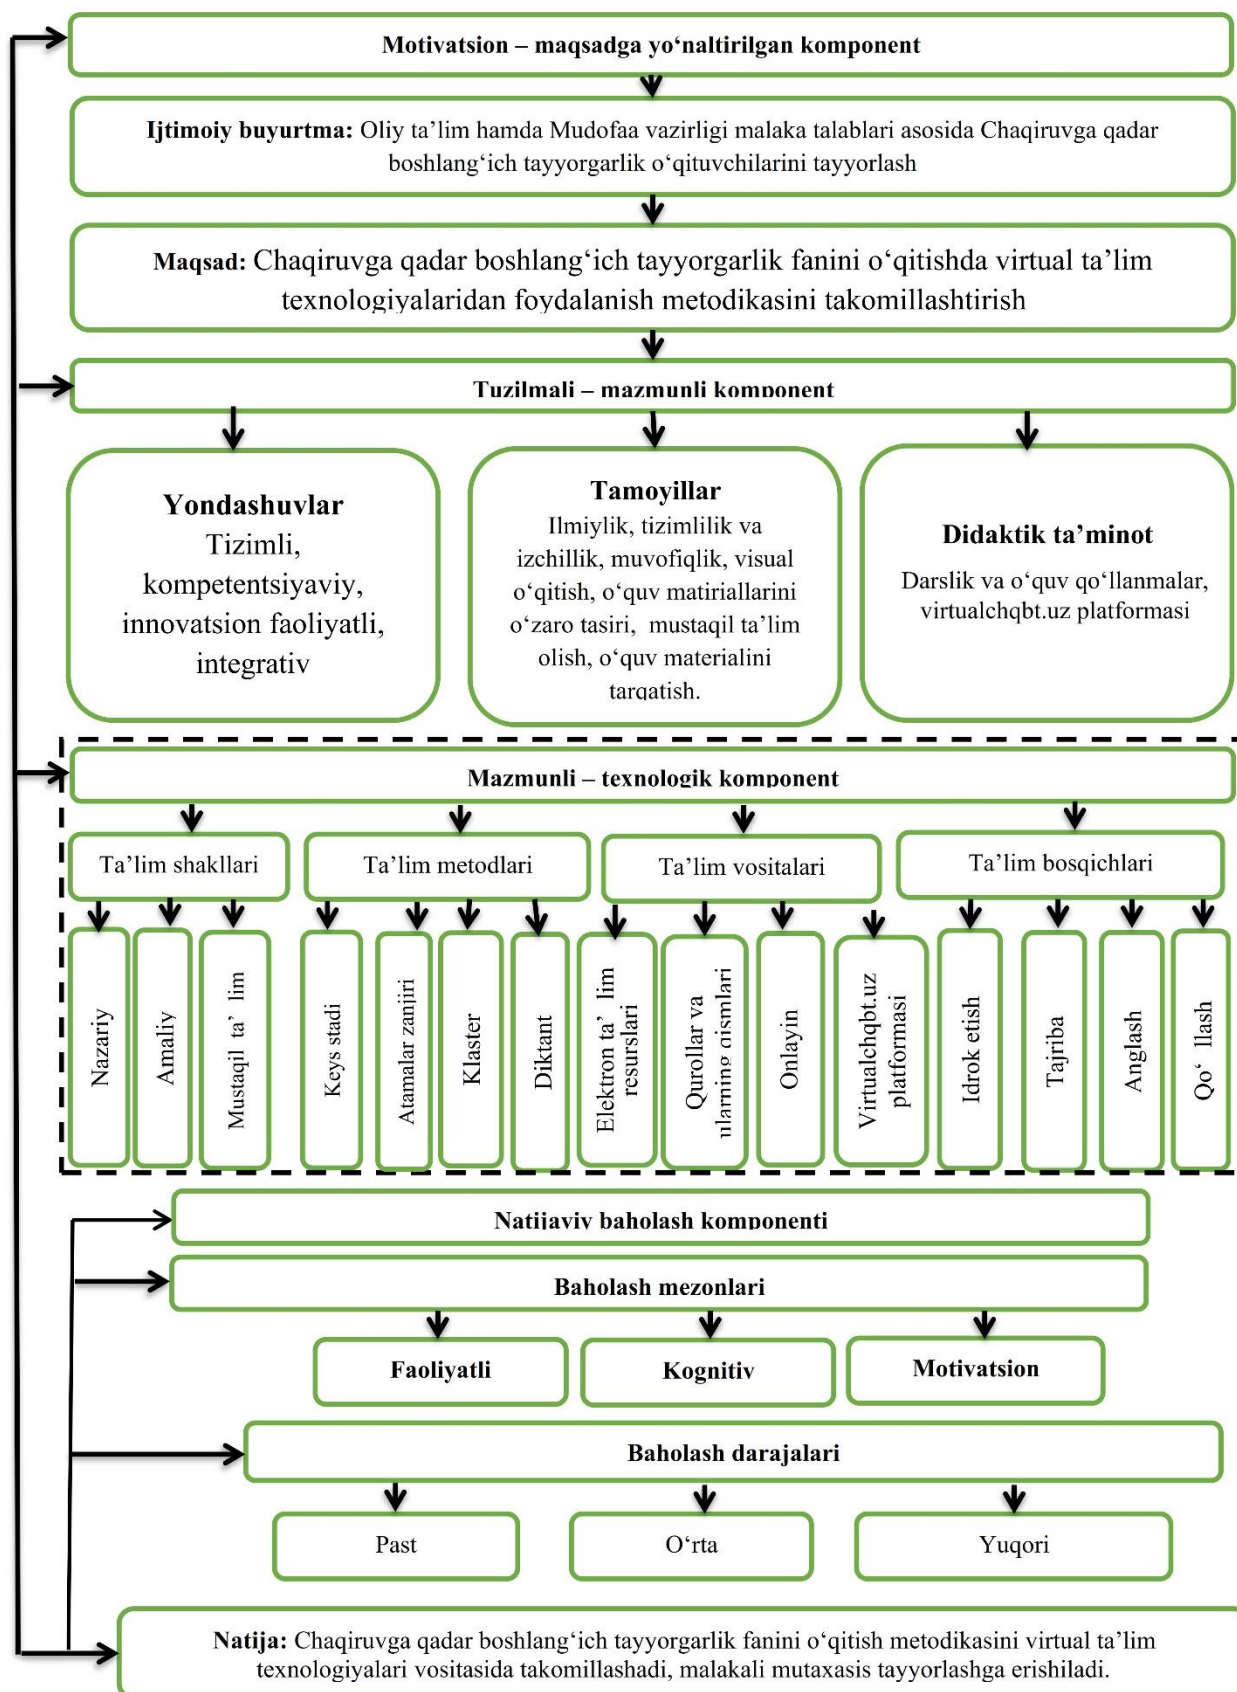 Motivatsion – maqsadga yo‘naltirilgan komponent
Ijtimoiy buyurtma: Oliy ta’lim hamda Mudofaa vazirligi malaka talablari asosida Chaqiruvga qadar
boshlang‘ich tayyorgarlik o‘qituvchilarini tayyorlash
Maqsad: Chaqiruvga qadar boshlang‘ich tayyorgarlik fanini o‘qitishda virtual ta’lim
texnologiyalaridan foydalanish metodikasini takomillashtirish
Tuzilmali – mazmunli komponent
Yondashuvlar
Tizimli,
kompetentsiyaviy,
innovatsion faoliyatli,
integrativ
Tamoyillar
Ilmiylik, tizimlilik va
izchillik, muvofiqlik, visual
o‘qitish, o‘quv matiriallarini
o‘zaro tasiri, mustaqil ta’lim
olish, o‘quv materialini
tarqatish.
Didaktik ta’minot
Darslik va o‘quv qo‘llanmalar,
virtualchqbt.uz platformasi
Mazmunli – texnologik komponent
Ta’lim shakllari
Ta’lim metodlari
Ta’lim vositalari
Ta’lim bosqichlari
Nazariy
Amaliy
Mustaqil ta’ lim
Keys stadi
Atamalar zanjiri
Klaster
Diktant
Elektron ta’ lim
resurslari
Qurollar va
ularning qismlari
Onlayin
Virtualchqbt.uz
platformasi
Idrok etish
Tajriba
Anglash
Qo‘ llash
Natijaviy baholash komponenti
Baholash mezonlari
Faoliyatli
Kognitiv
Motivatsion
Baholash darajalari
Past
O‘rta
Yuqori
Natija: Chaqiruvga qadar boshlang‘ich tayyorgarlik fanini o‘qitish metodikasini virtual ta’lim
texnologiyalari vositasida takomillashadi, malakali mutaxasis tayyorlashga erishiladi.